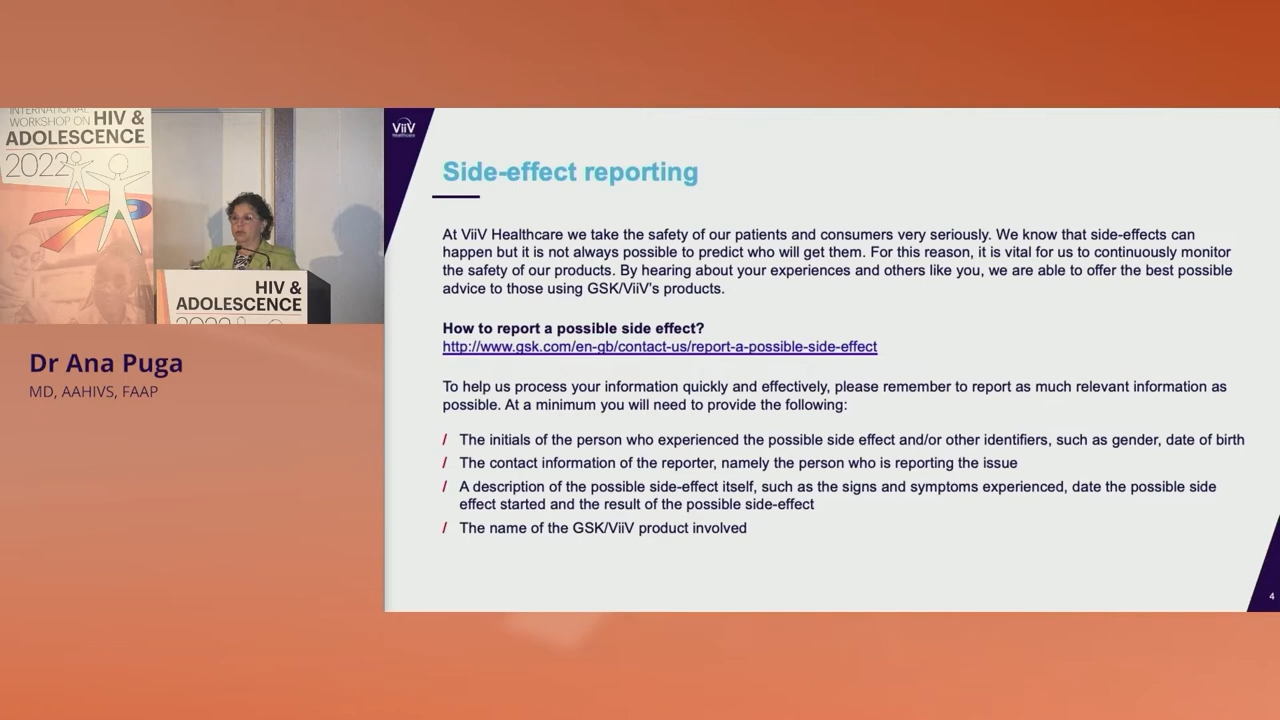 INTERNATIONAL
WORKSHOP ON HIV &
ADOLESCENCE
2022
HIV &
ADOLESCENCE
2022
Dr Ana Puga
MD, AAHIVS, FAAP
ViiV
Healthcare
Side-effect reporting
At ViiV Healthcare we take the safety of our patients and consumers very seriously. We know that side-effects can
happen but it is not always possible to predict who will get them. For this reason, it is vital for us to continuously monitor
the safety of our products. By hearing about your experiences and others like you, we are able to offer the best possible
advice to those using GSK/ViiV's products.
How to report a possible side effect?
http://www.gsk.com/en-gb/contact-us/report-a-possible-side-effect
To help us process your information quickly and effectively, please remember to report as much relevant information as
possible. At a minimum you will need to provide the following:
/ The initials of the person who experienced the possible side effect and/or other identifiers, such as gender, date of birth
/ The contact information of the reporter, namely the person who is reporting the issue
/ A description of the possible side-effect itself, such as the signs and symptoms experienced, date the possible side
effect started and the result of the possible side-effect
/ The name of the GSK/ViiV product involved
4